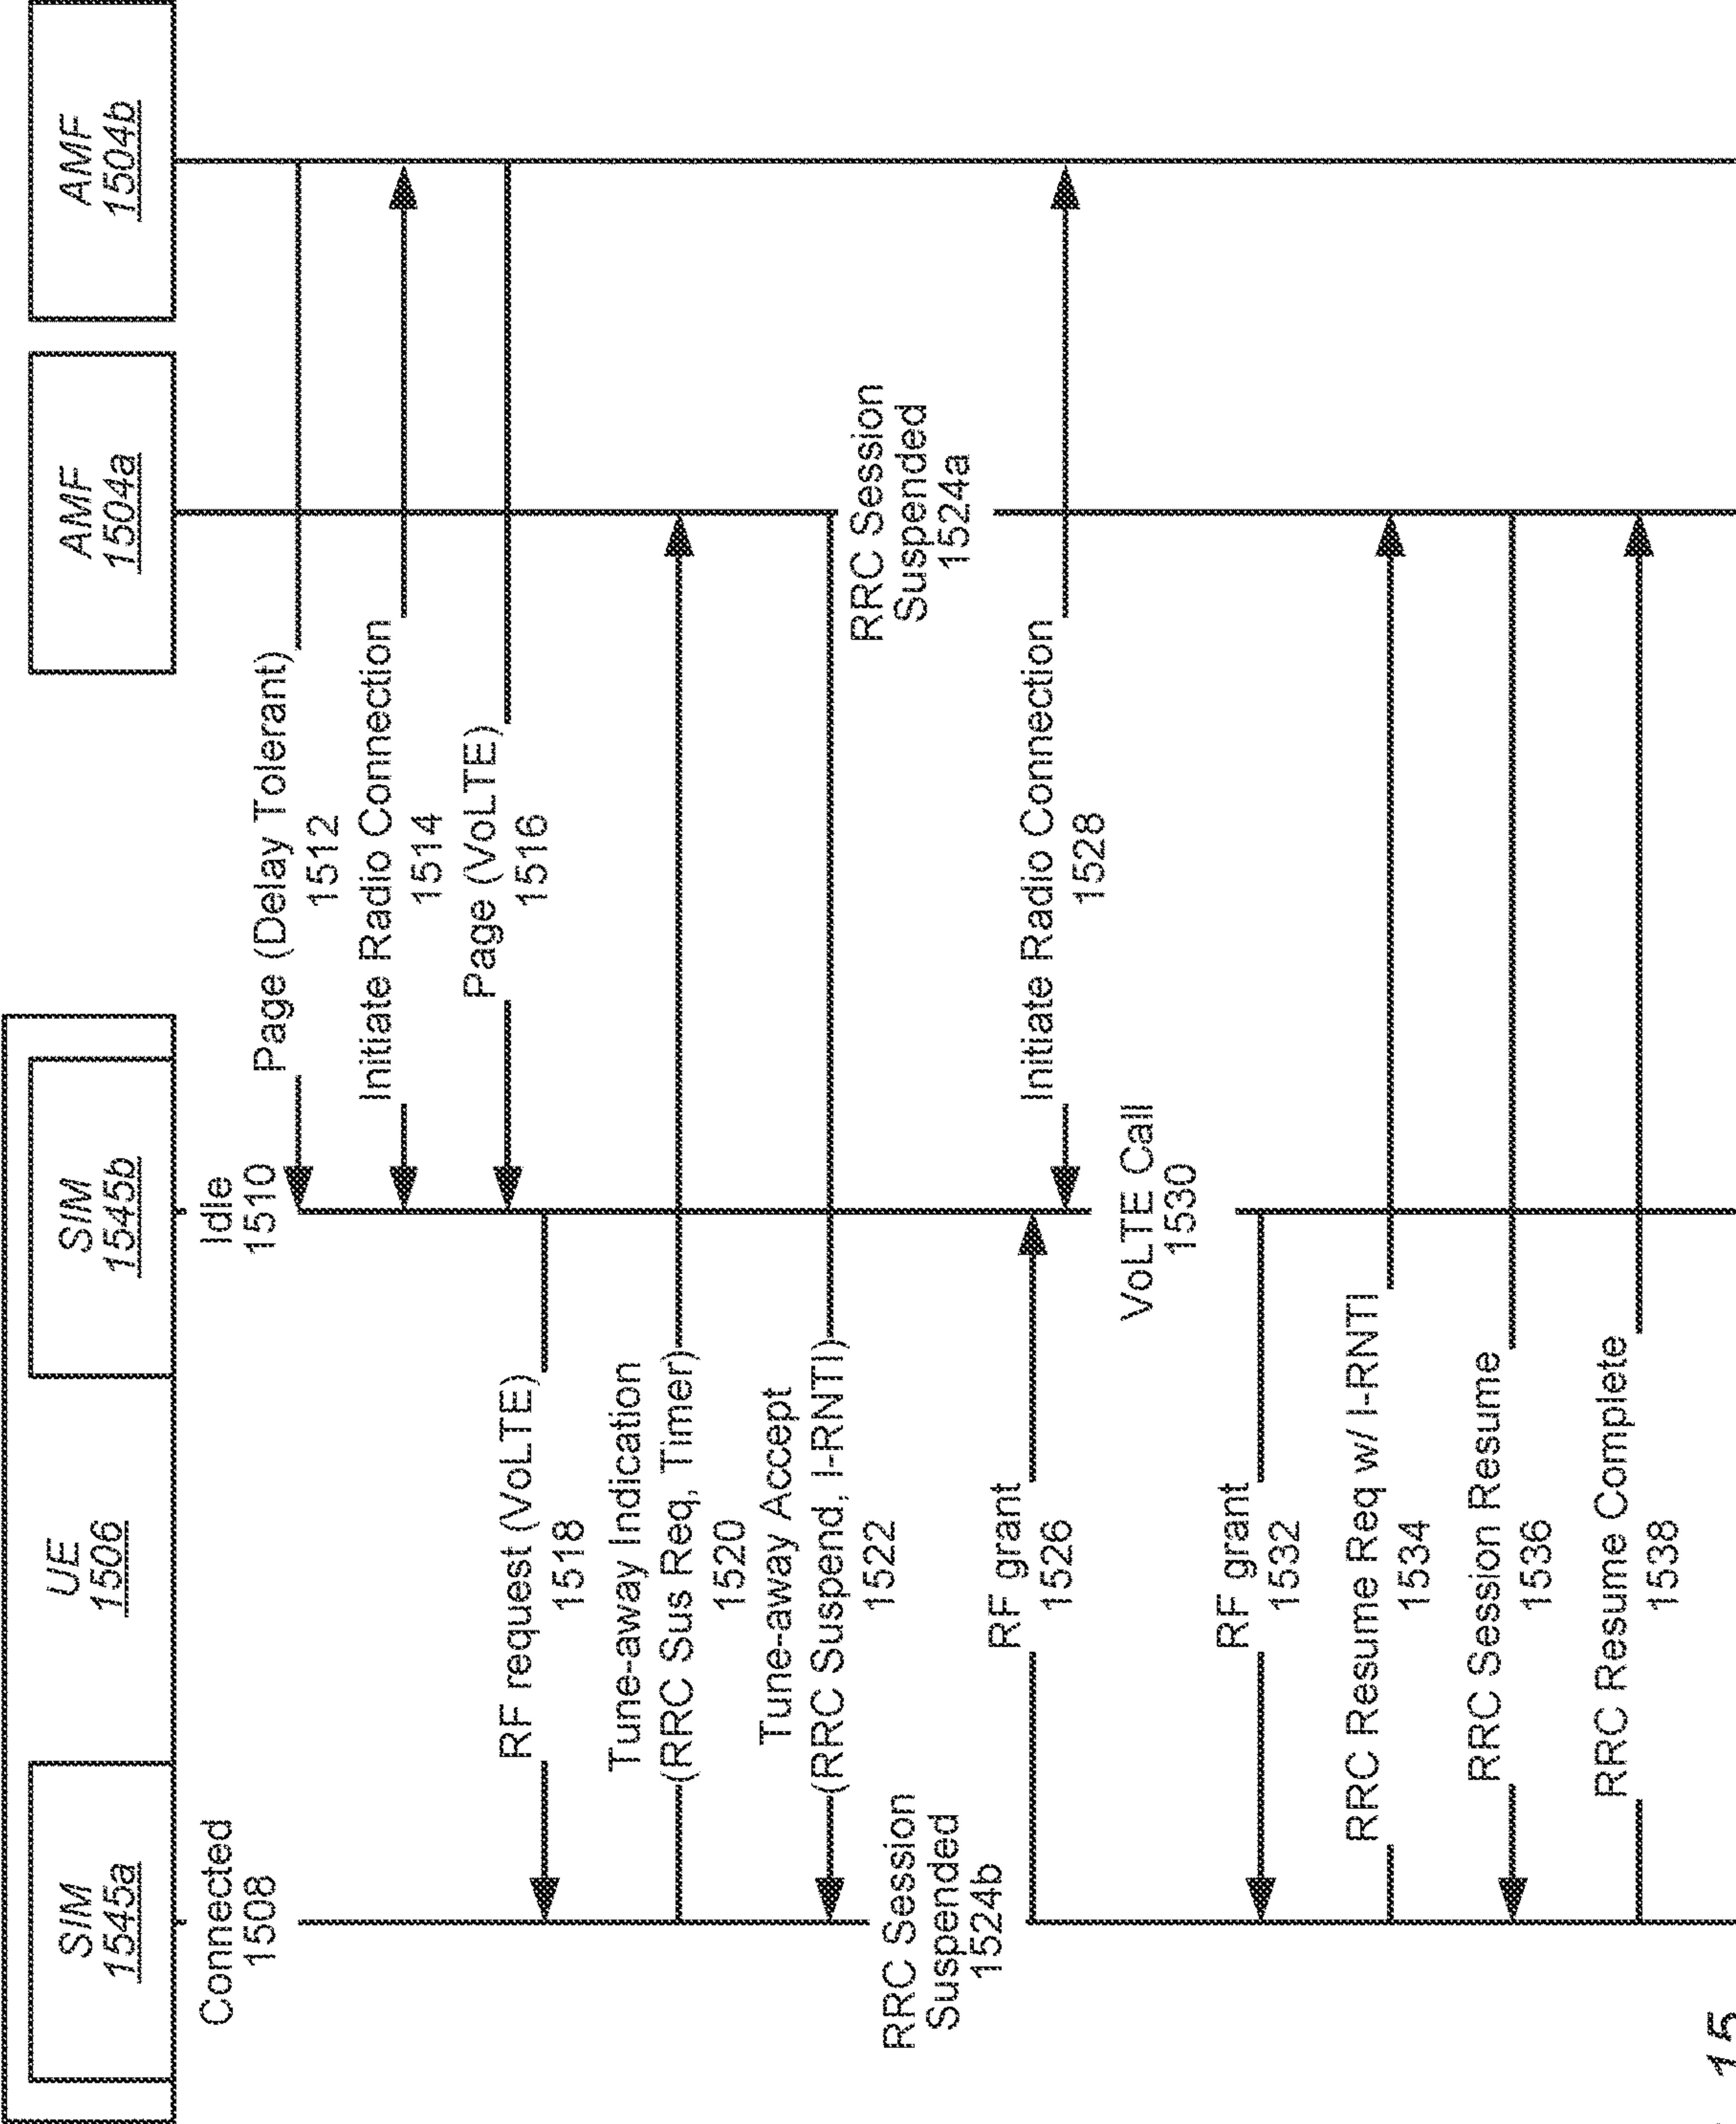 UE
1506
SIM
1545a
SIM
1545b
AMF
1504a
AMF
1504b
Connected
1508
Idle
1510
Page (Delay Tolerant)
1512
Initiate Radio Connection
1514
Page (VoLTE)
1516
RF request (VoLTE)
1518
Tune-away Indication
(RRC Sus Req, Timer)
1520
Tune-away Accept
(RRC Suspend, I-RNTI)
1522
RRC Session
Suspended
1524b
RRC Session
Suspended
1524a
RF grant
1526
Initiate Radio Connection
1528
VoLTE Call
1530
RF grant
1532
RRC Resume Req w/ I-RNTI
1534
RRC Session Resume
1536
RRC Resume Complete
1538
15